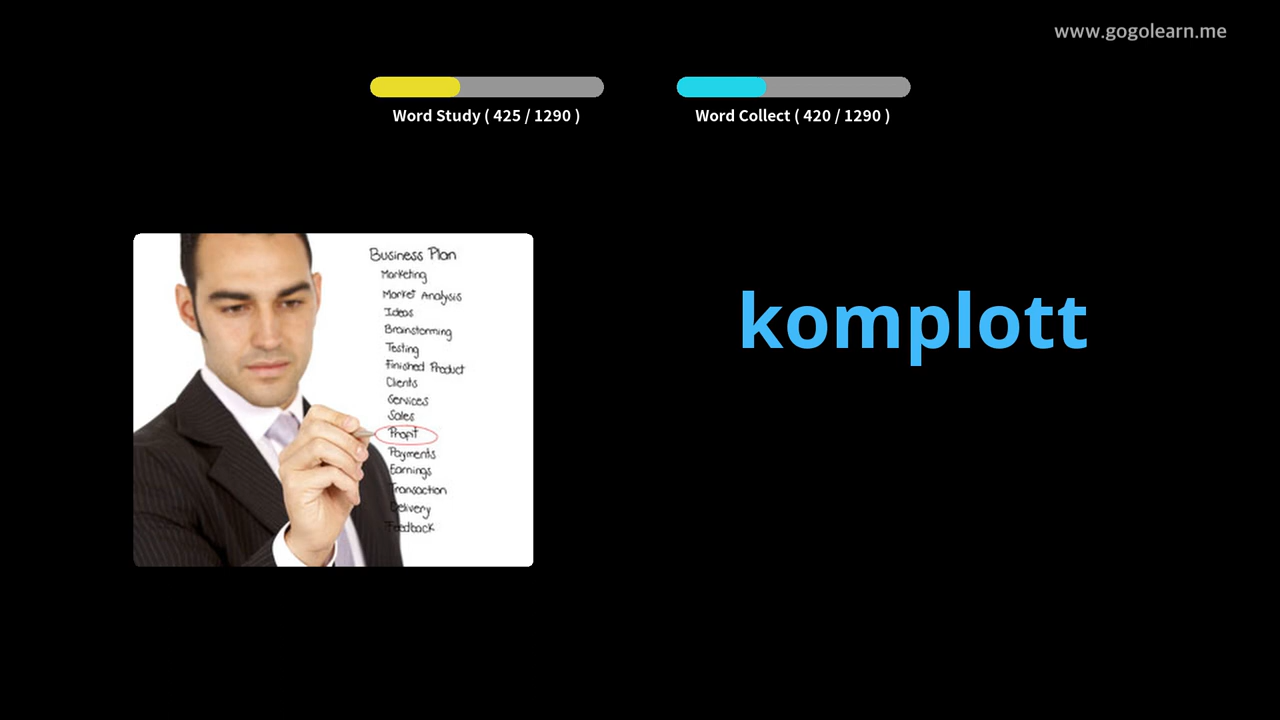 www.gogolearn.me
Word Study ( 425 / 1290 )
Word Collect ( 420 / 1290 )
Business Plan
Marketing
Market Analysis
Ideas
Brainstorming
Testing
Finished Product
Clients
Services
Sales
Profit
Payments
Earnings
Transaction
Delivery
Feedback
komplott